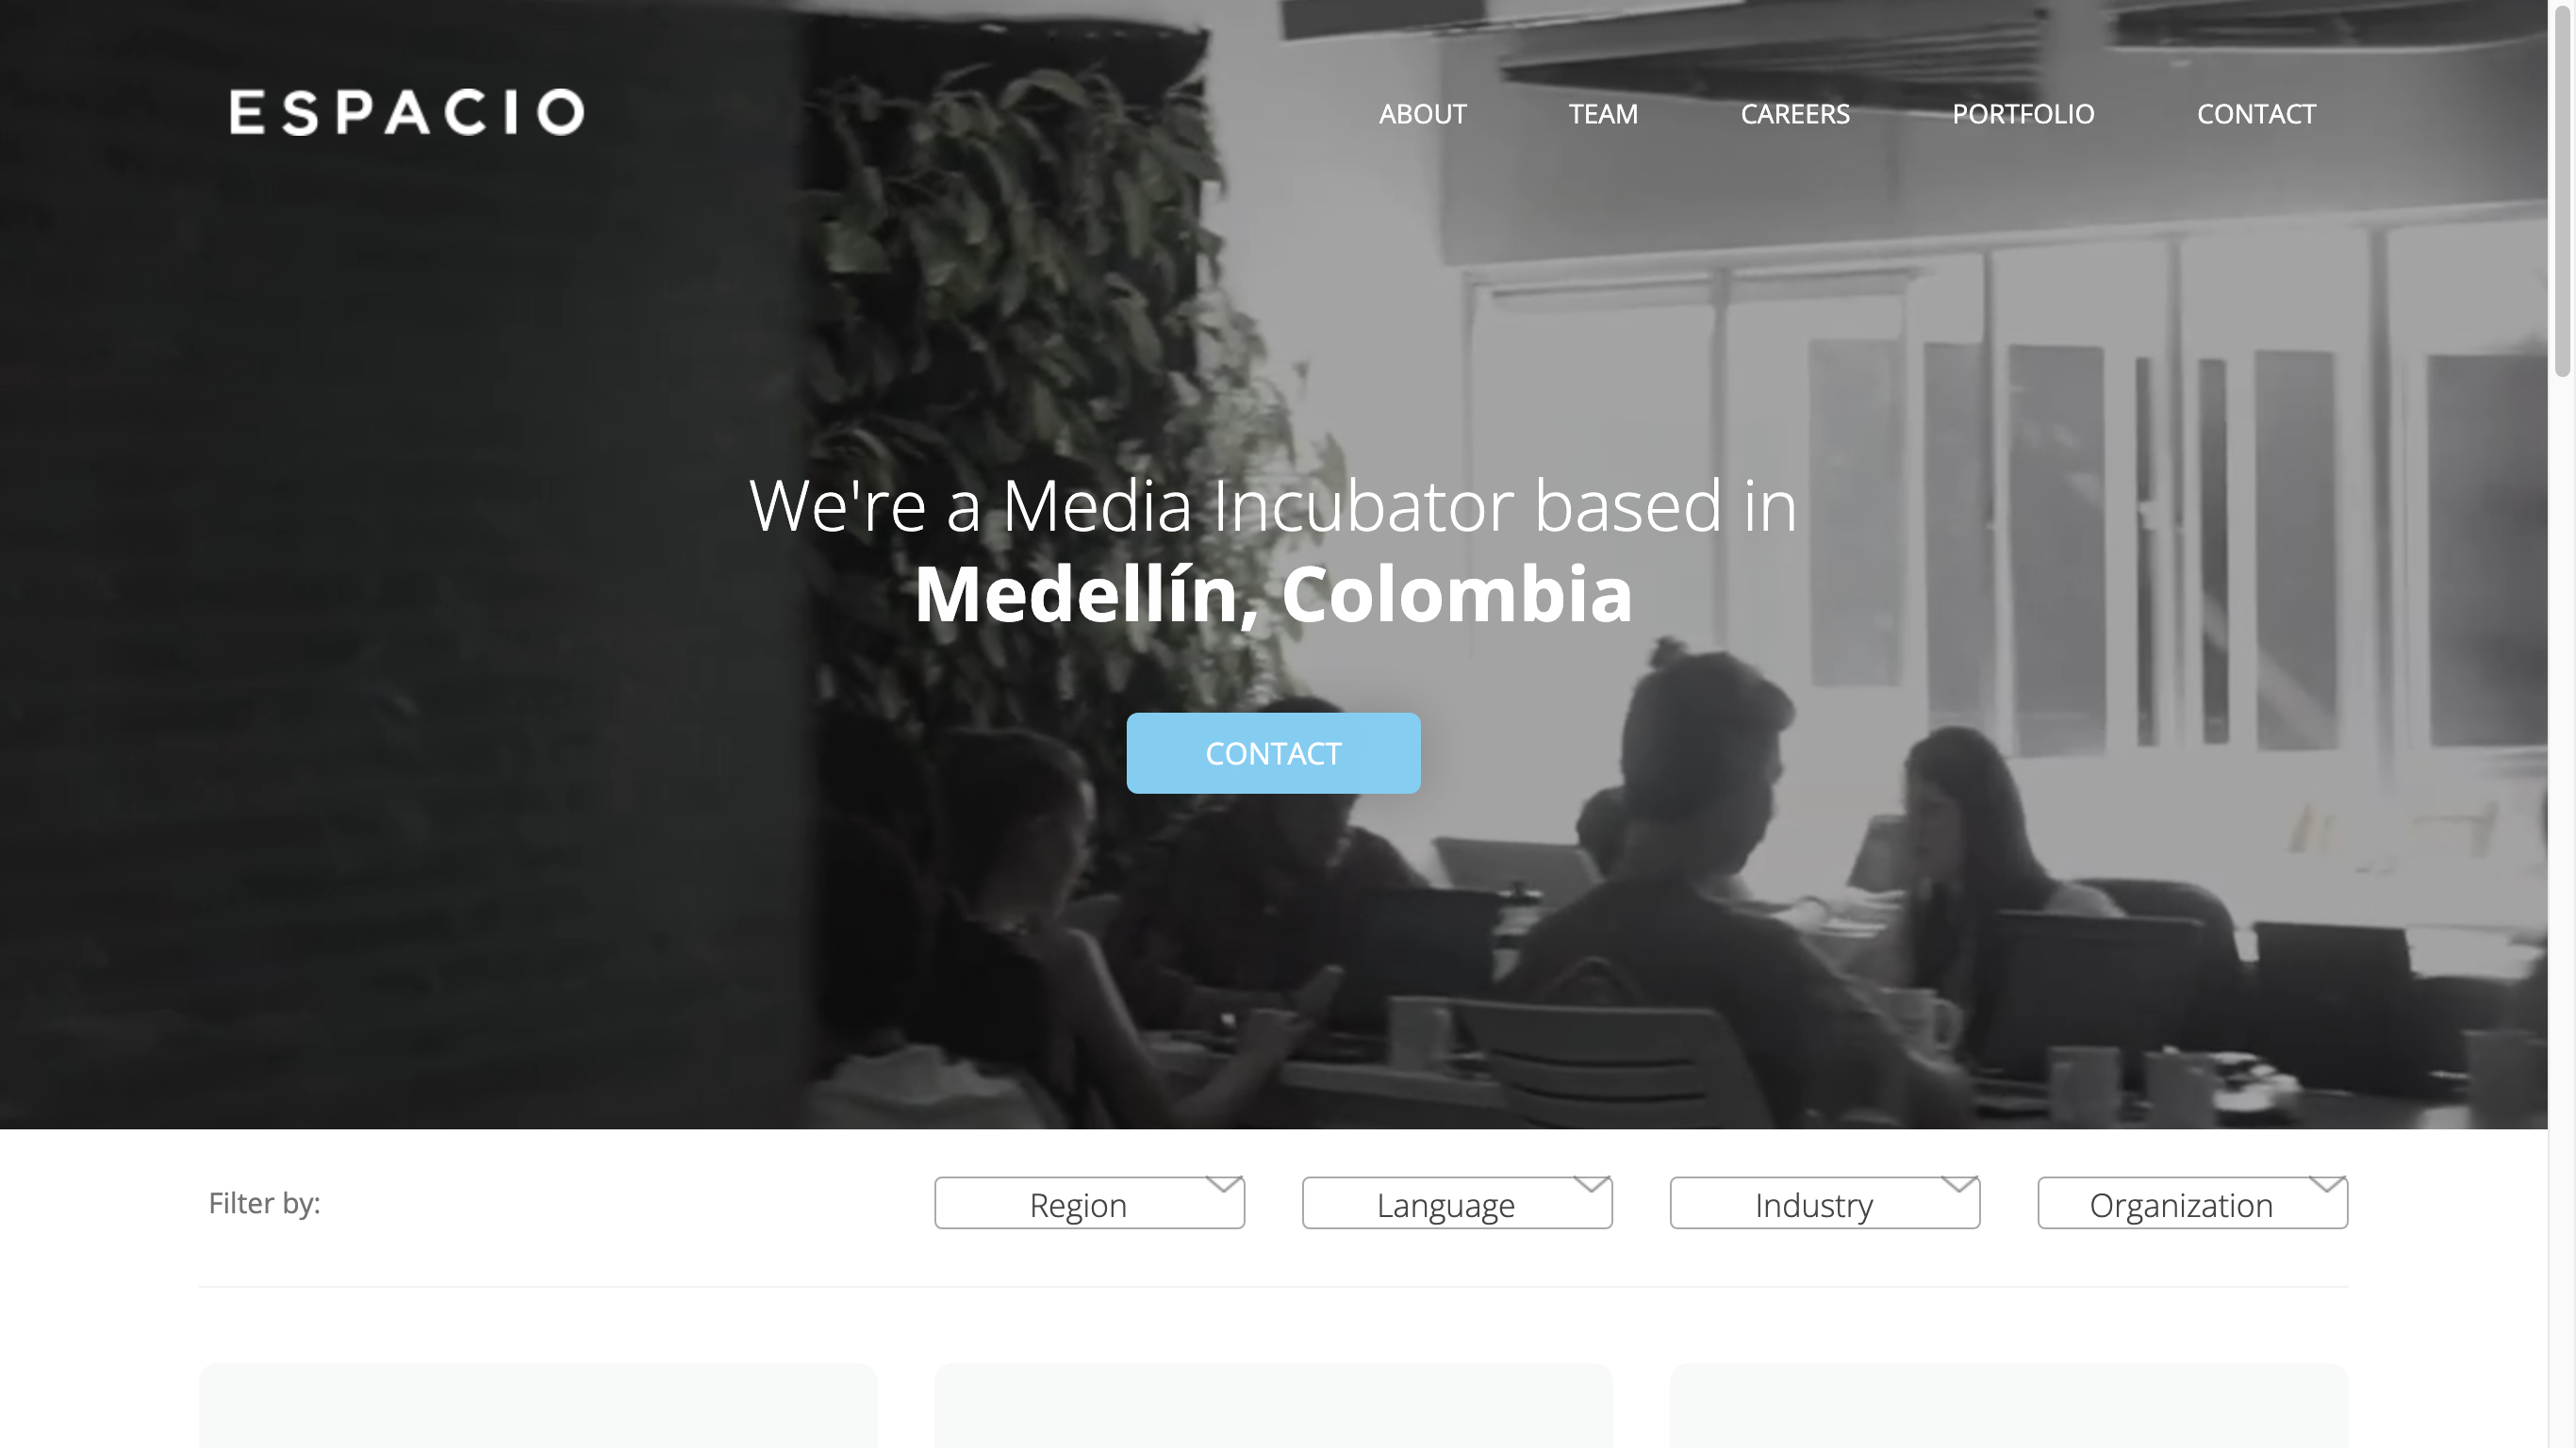 ESPACIO
ABOUT TEAM CAREERS PORTFOLIO CONTACT
We're a Media Incubator based in
Medellín, Colombia
CONTACT
Filter by: Region Language Industry Organization